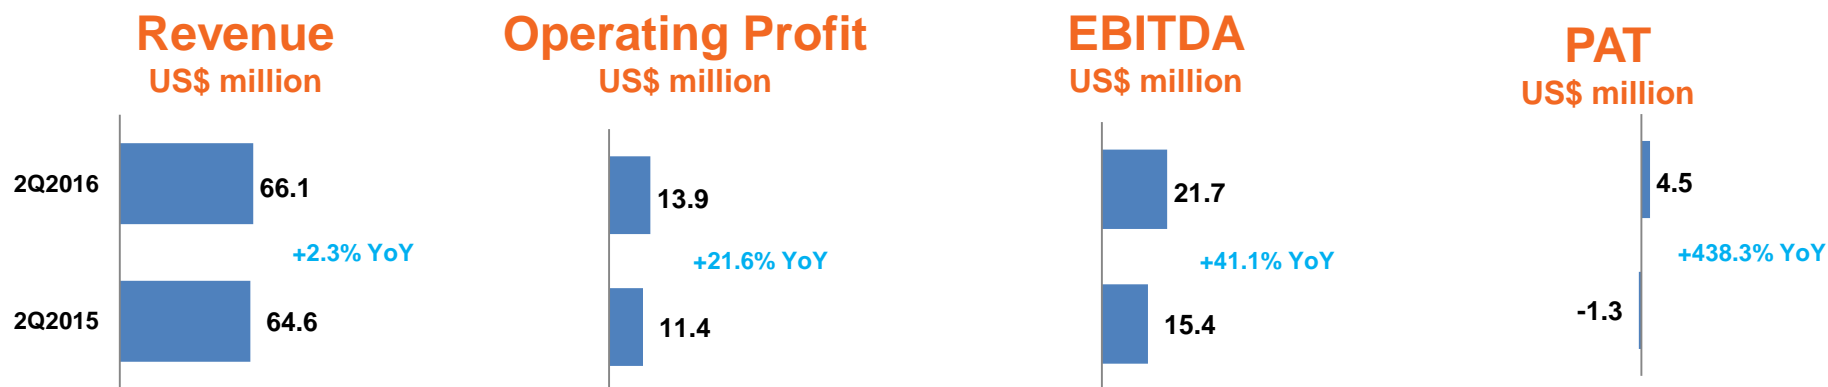 Revenue
US$ million
2Q2016
66.1
+2.3% YoY
2Q2015
64.6
Operating Profit
US$ million
13.9
+21.6% YoY
11.4
EBITDA
US$ million
21.7
+41.1% YoY
15.4
PAT
US$ million
4.5
+438.3% YoY
-1.3